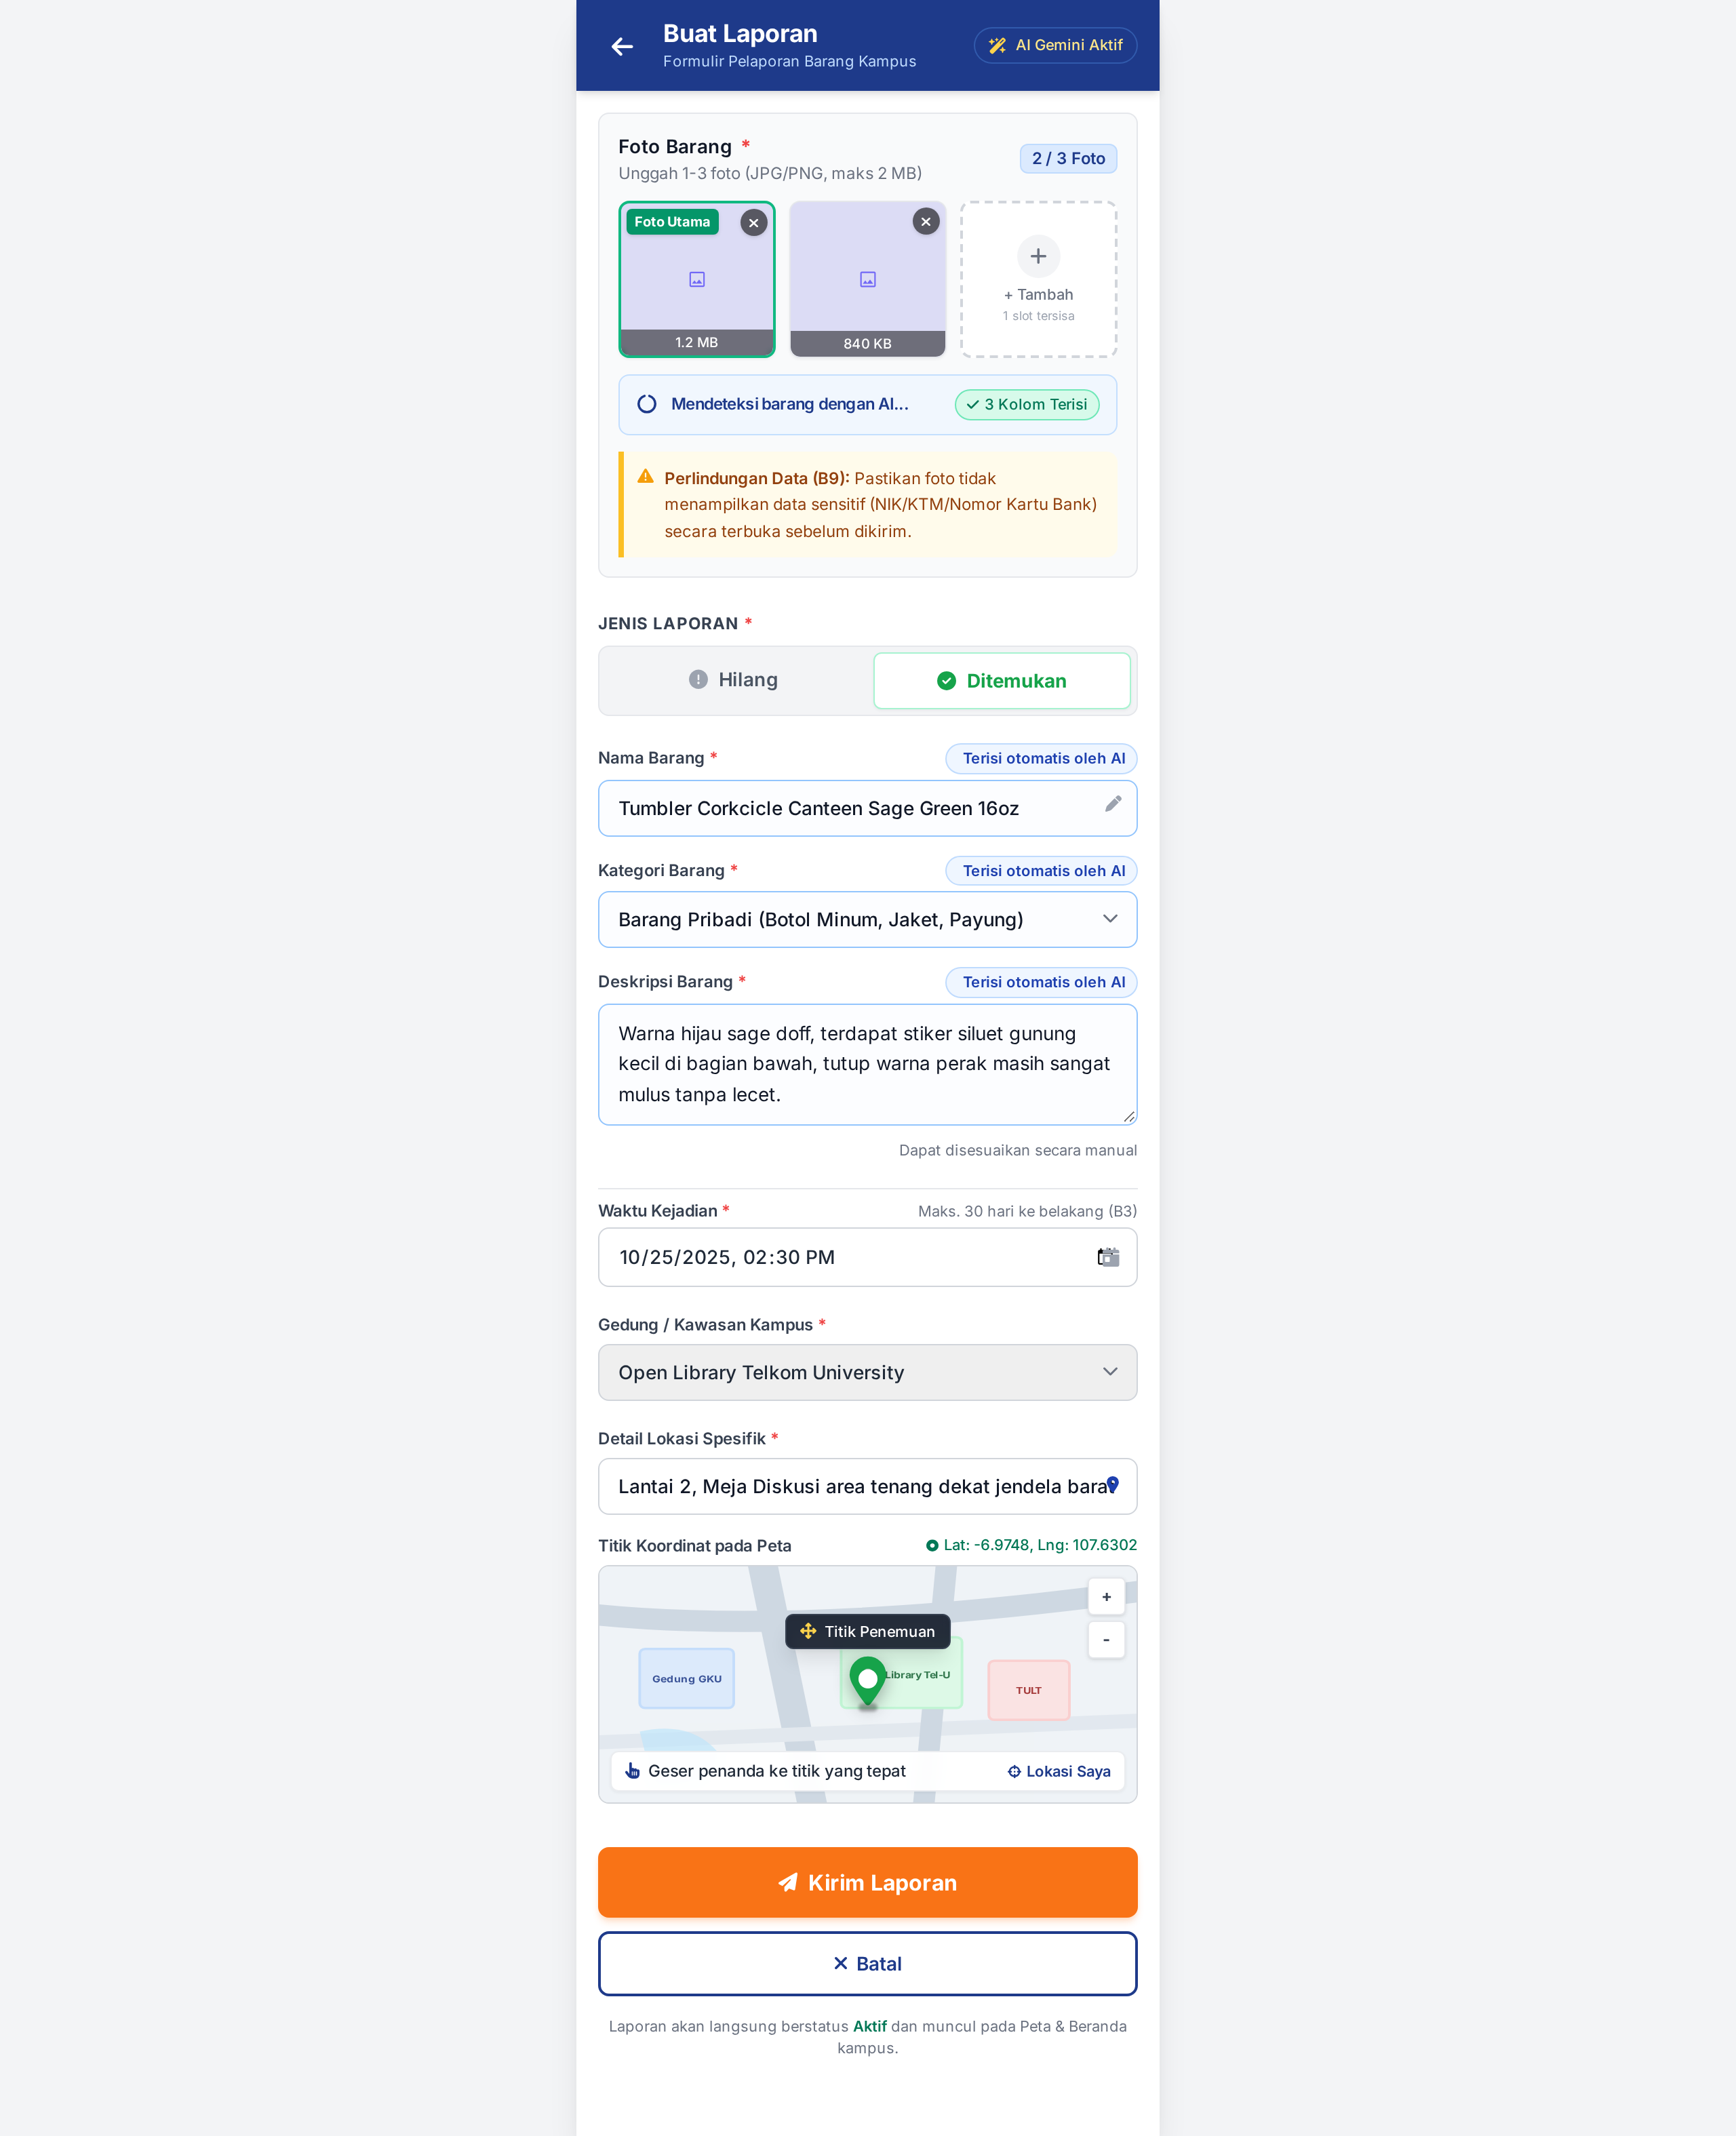 Buat Laporan
Formulir Pelaporan Barang Kampus
AI Gemini Aktif
Foto Barang *
Unggah 1-3 foto (JPG/PNG, maks 2 MB)
2 / 3 Foto
Foto Utama
1.2 MB
840 KB
+ Tambah
1 slot tersisa
Mendeteksi barang dengan AI...
3 Kolom Terisi
Perlindungan Data (B9): Pastikan foto tidak
menampilkan data sensitif (NIK/KTM/Nomor Kartu Bank)
secara terbuka sebelum dikirim.
JENIS LAPORAN *
Hilang
Ditemukan
Nama Barang *
Terisi otomatis oleh AI
Tumbler Corkcicle Canteen Sage Green 16oz
Kategori Barang *
Terisi otomatis oleh AI
Barang Pribadi (Botol Minum, Jaket, Payung)
Deskripsi Barang *
Terisi otomatis oleh AI
Warna hijau sage doff, terdapat stiker siluet gunung
kecil di bagian bawah, tutup warna perak masih sangat
mulus tanpa lecet.
Dapat disesuaikan secara manual
Waktu Kejadian *
Maks. 30 hari ke belakang (B3)
10/25/2025, 02:30 PM
Gedung / Kawasan Kampus *
Open Library Telkom University
Detail Lokasi Spesifik *
Lantai 2, Meja Diskusi area tenang dekat jendela barat
Titik Koordinat pada Peta
Lat: -6.9748, Lng: 107.6302
+
-
Titik Penemuan
Gedung GKU
Library Tel-U
TULT
Geser penanda ke titik yang tepat
Lokasi Saya
Kirim Laporan
Batal
Laporan akan langsung berstatus Aktif dan muncul pada Peta & Beranda
kampus.